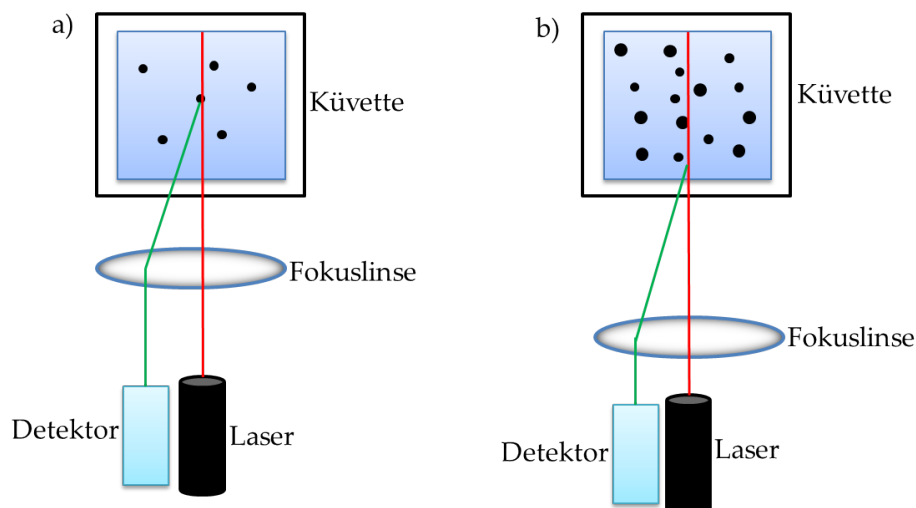 a)
Küvette
Fokuslinse
Detektor
Laser
b)
Küvette
Fokuslinse
Detektor
Laser